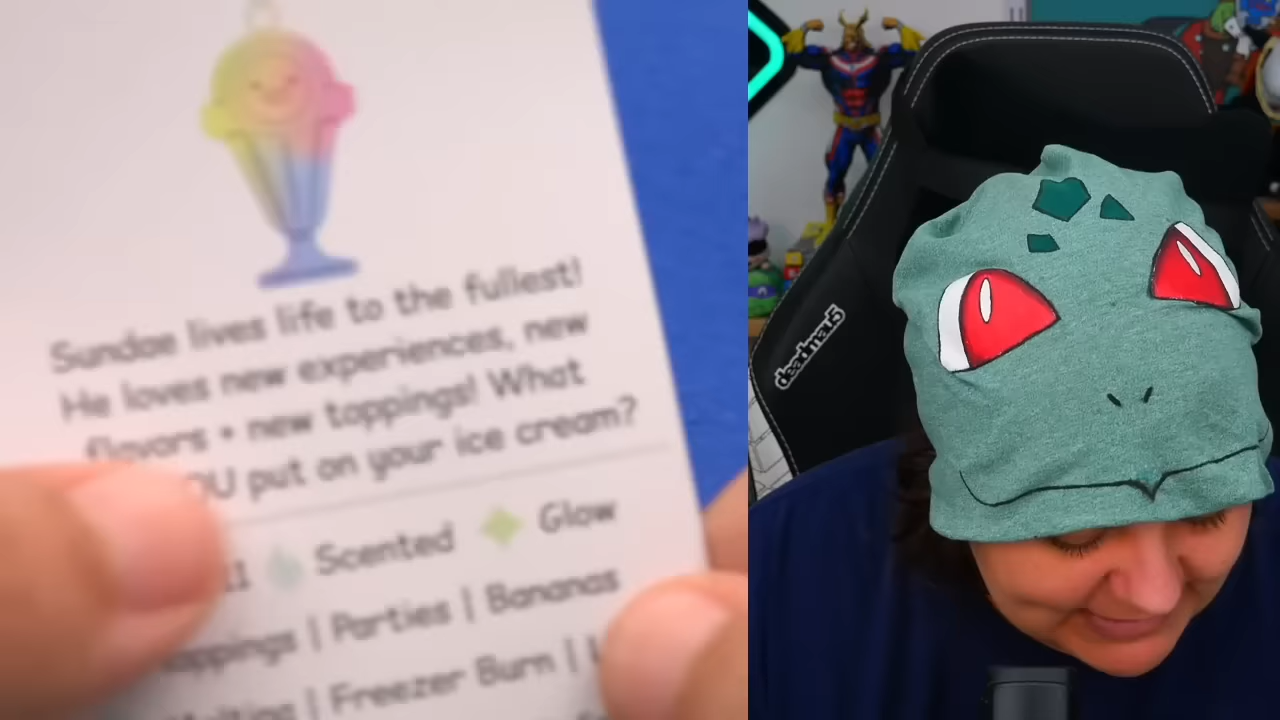 Sundae lives life to the fullest!
He loves new experiences, new
flavors + new toppings! What
put on your ice cream?
Scented Glow
| Parties | Bananas
| Freezer Burn |
deadmau5